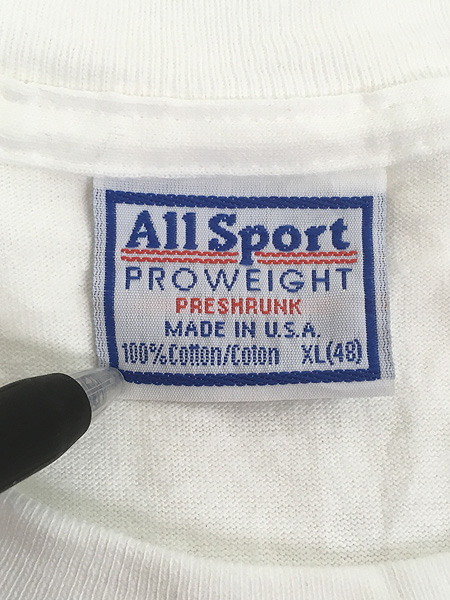 All Sport
PROWEIGHT
PRESHRUNK
MADE IN U.S.A.
100% Cotton/Coton XL(48)